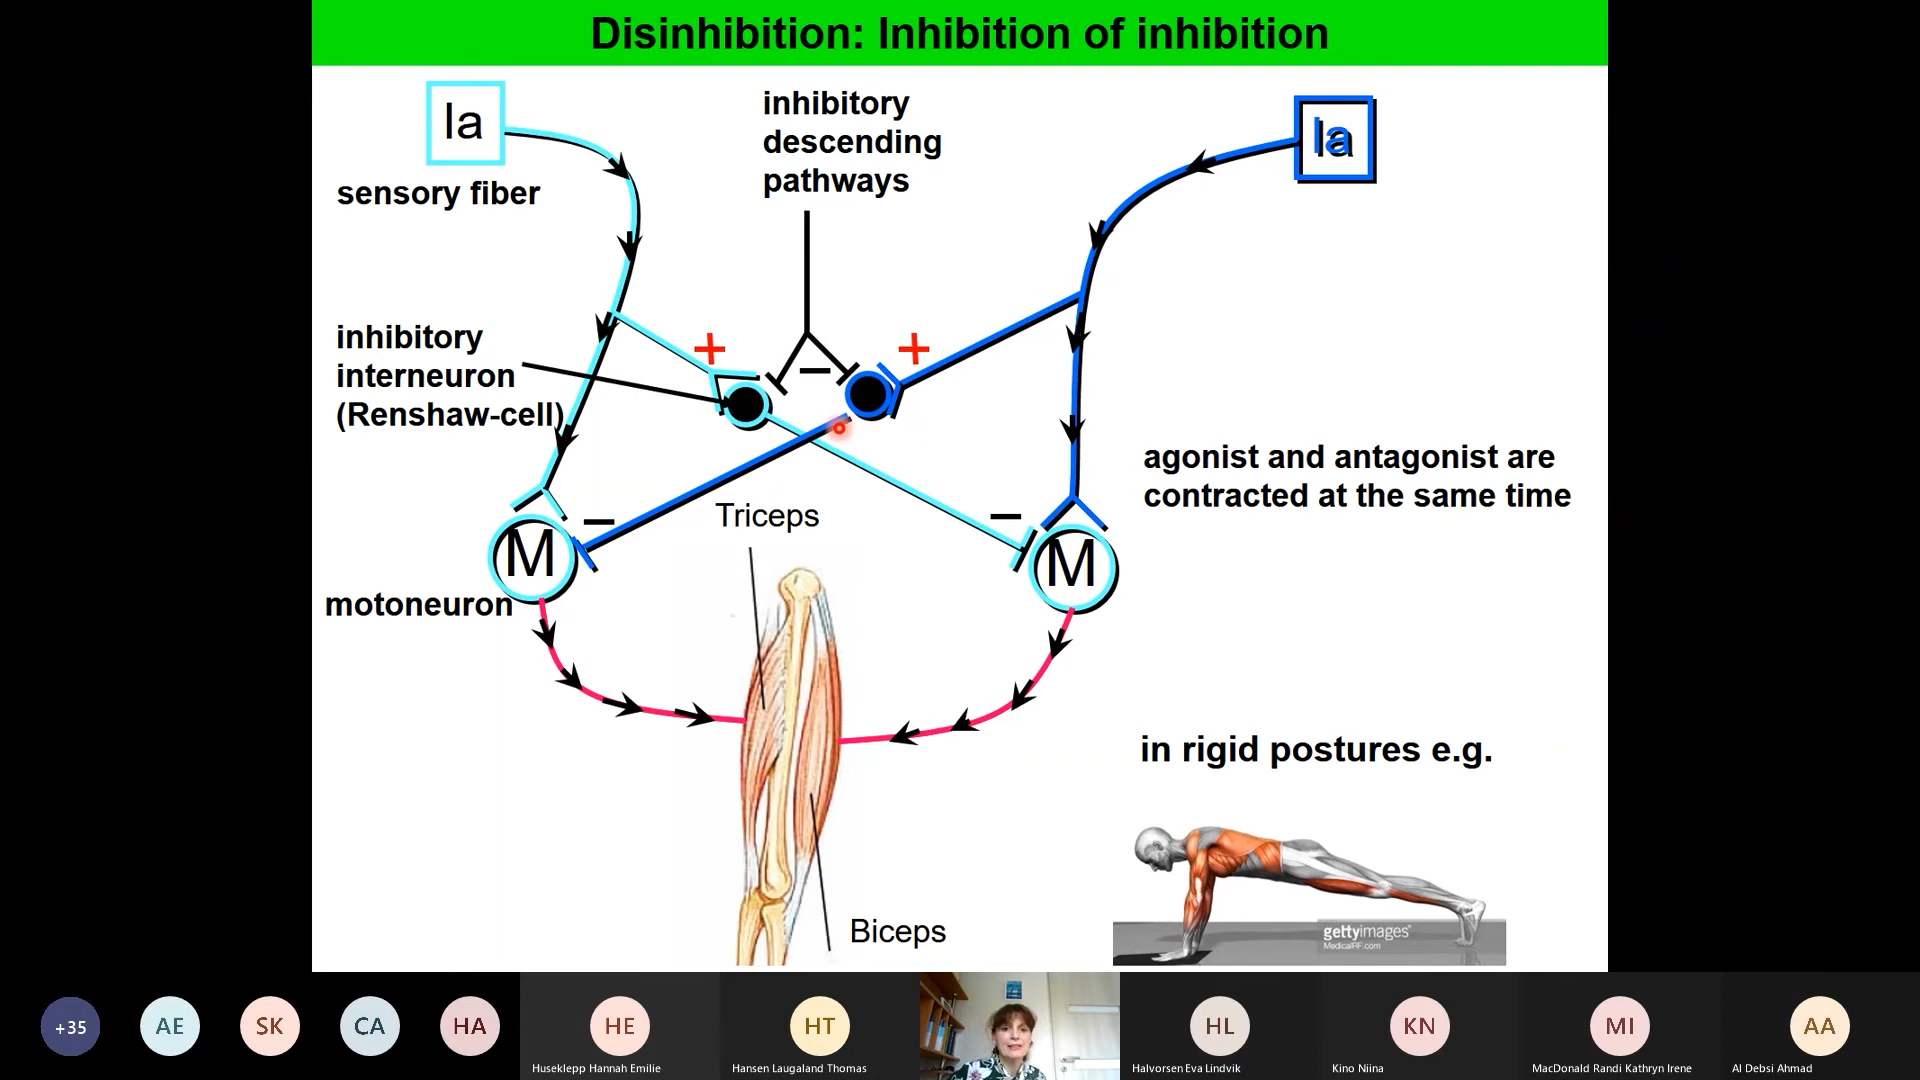 Disinhibition: Inhibition of inhibition
Ia
inhibitory
descending
pathways
Ia
sensory fiber
+
+
inhibitory
interneuron
(Renshaw-cell)
–
agonist and antagonist are
contracted at the same time
Triceps
–
–
M
M
motoneuron
in rigid postures e.g.
Biceps
gettyimages®
MedicalRF.com
+35
AE
SK
CA
HA
HE
HT
HL
KN
MI
AA
Huseklepp Hannah Emilie
Hansen Laugaland Thomas
Halvorsen Eva Lindvik
Kino Niina
MacDonald Randi Kathryn Irene
Al Debsi Ahmad